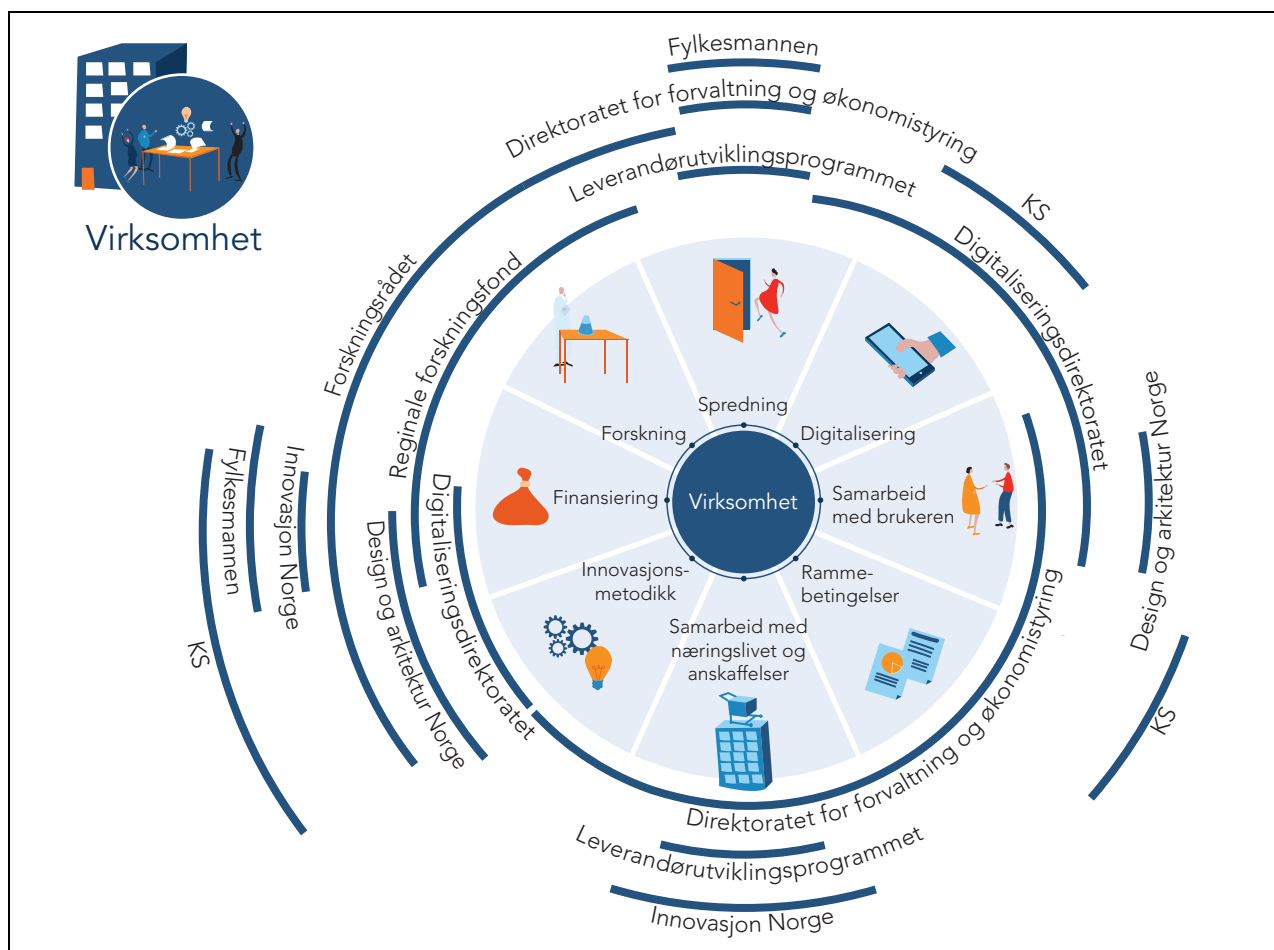 Virksomhet
Fylkesmannen
Direktoratet for forvaltning og økonomistyring
Leverandørutviklingsprogrammet
KS
Digitaliseringsdirektoratet
Forskningsrådet
Reginale forskningsfond
Design og arkitektur Norge
Innovasjon Norge
Fylkesmannen
KS
Design og arkitektur Norge
Digitaliseringsdirektoratet
Spredning
Forskning
Digitalisering
Finansiering
Virksomhet
Samarbeid
med brukeren
Innovasjons-
metodikk
Ramme-
betingelser
Samarbeid med
næringslivet og
anskaffelser
KS
Direktoratet for forvaltning og økonomistyring
Leverandørutviklingsprogrammet
Innovasjon Norge